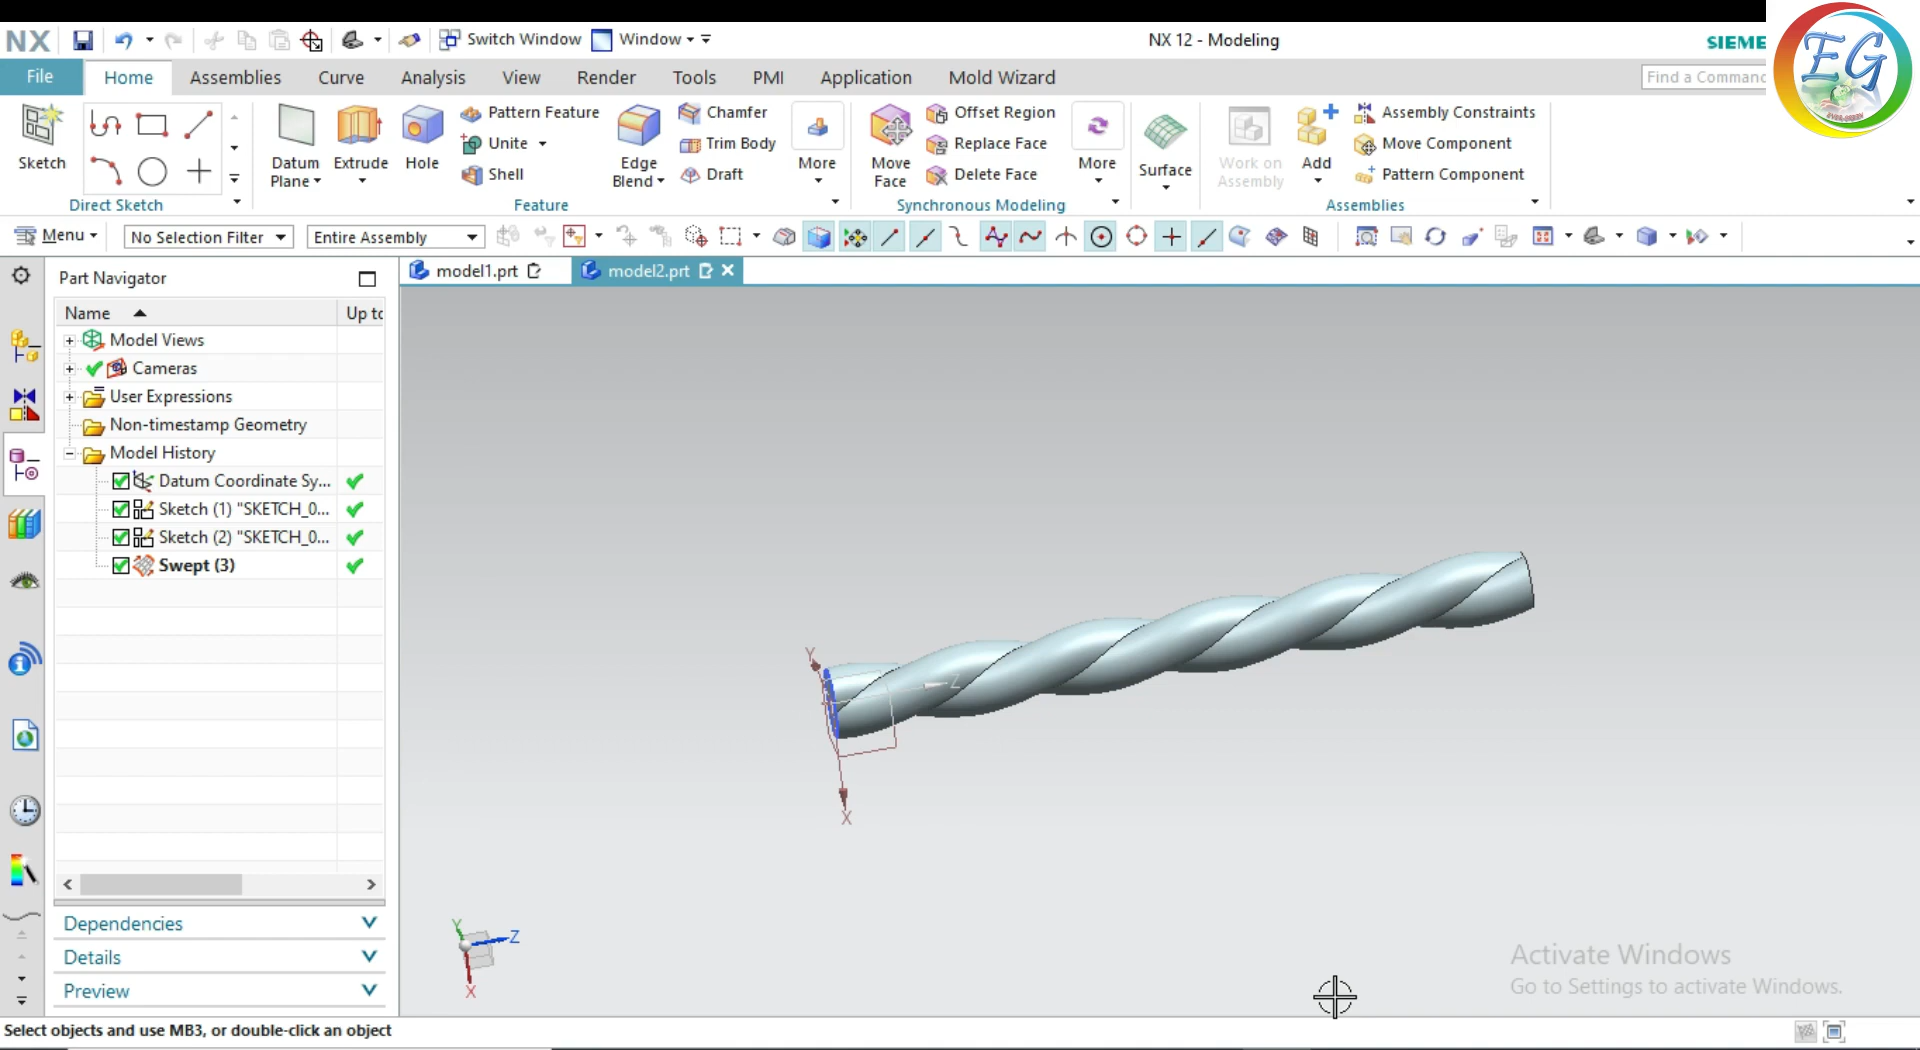 NX
Switch Window
Window
NX 12 - Modeling
SIEME
EG
File
Home
Assemblies
Curve
Analysis
View
Render
Tools
PMI
Application
Mold Wizard
Find a Comman
Sketch
Direct Sketch
Datum Plane
Extrude
Hole
Pattern Feature
Unite
Shell
Edge Blend
Chamfer
Trim Body
Draft
More
Feature
Move Face
Offset Region
Replace Face
Delete Face
More
Synchronous Modeling
Surface
Work on Assembly
Add
Assembly Constraints
Move Component
Pattern Component
Assemblies
Menu
No Selection Filter
Entire Assembly
Part Navigator
model1.prt
model2.prt
Name
Up to
Model Views
Cameras
User Expressions
Non-timestamp Geometry
Model History
Datum Coordinate Sy...
Sketch (1) "SKETCH_0...
Sketch (2) "SKETCH_0...
Swept (3)
Dependencies
Details
Preview
Y
Z
X
Y
Z
X
Activate Windows
Go to Settings to activate Windows.
Select objects and use MB3, or double-click an object